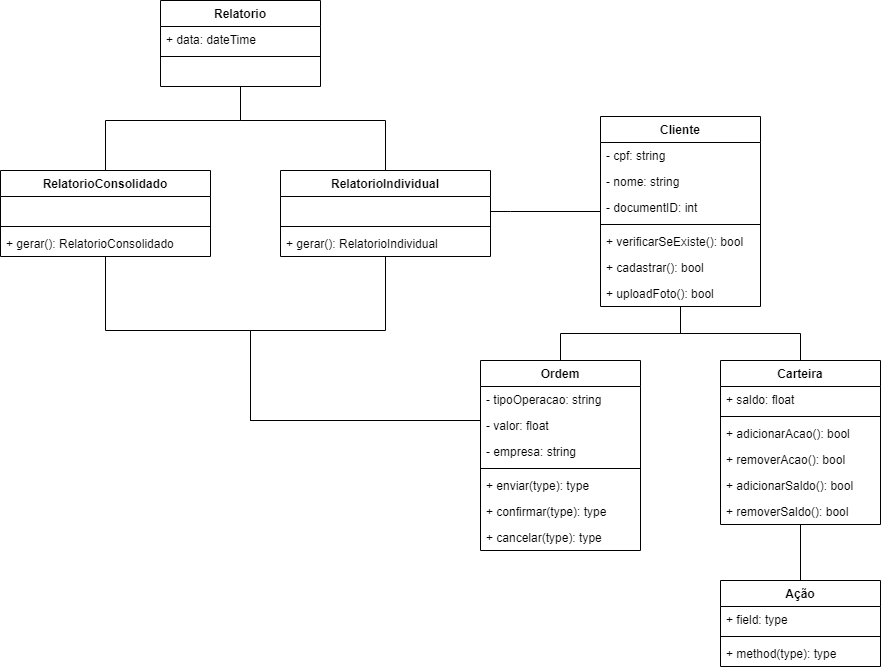 Relatorio
+ data: dateTime
RelatorioConsolidado
+ gerar(): RelatorioConsolidado
RelatorioIndividual
+ gerar(): RelatorioIndividual
Cliente
- cpf: string
- nome: string
- documentID: int
+ verificarSeExiste(): bool
+ cadastrar(): bool
+ uploadFoto(): bool
Ordem
- tipoOperacao: string
- valor: float
- empresa: string
+ enviar(type): type
+ confirmar(type): type
+ cancelar(type): type
Carteira
+ saldo: float
+ adicionarAcao(): bool
+ removerAcao(): bool
+ adicionarSaldo(): bool
+ removerSaldo(): bool
Ação
+ field: type
+ method(type): type